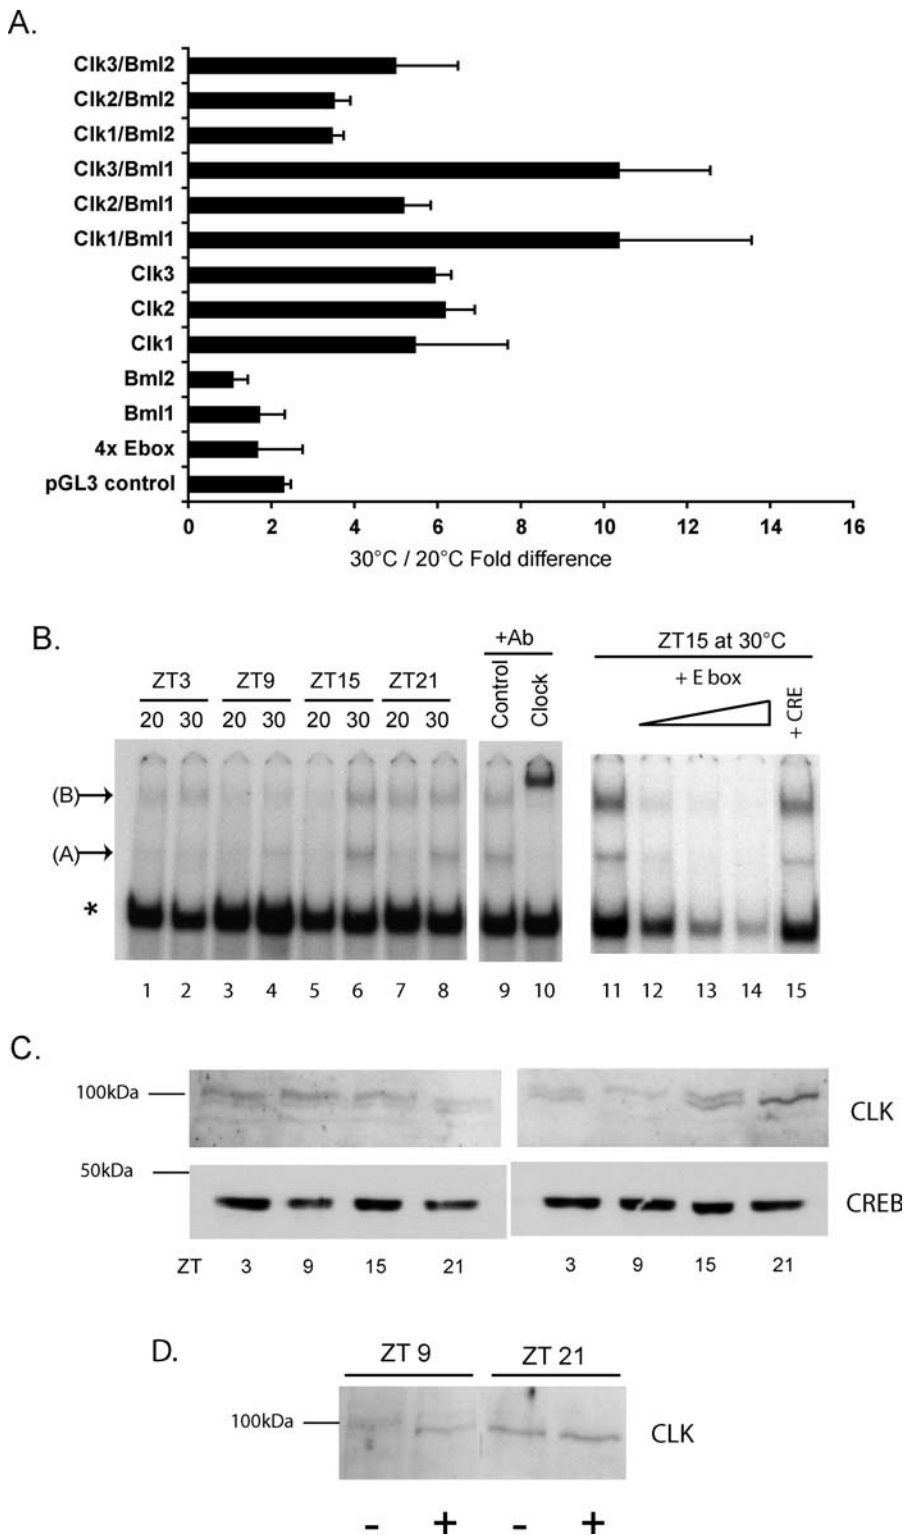 A.
Clk3/Bml2
Clk2/Bml2
Clk1/Bml2
Clk3/Bml1
Clk2/Bml1
Clk1/Bml1
Clk3
Clk2
Clk1
Bml2
Bml1
4x Ebox
pGL3 control
0 2 4 6 8 10 12 14 16
30°C / 20°C Fold difference
B.
ZT3 ZT9 ZT15 ZT21
20 30 20 30 20 30 20 30
+Ab
Control
Clock
ZT15 at 30°C
+ E box
+ CRE
(B)
(A)
*
1 2 3 4 5 6 7 8 9 10 11 12 13 14 15
C.
100kDa
CLK
50kDa
CREB
ZT 3 9 15 21 3 9 15 21
D.
ZT 9 ZT 21
100kDa
CLK
- + - +